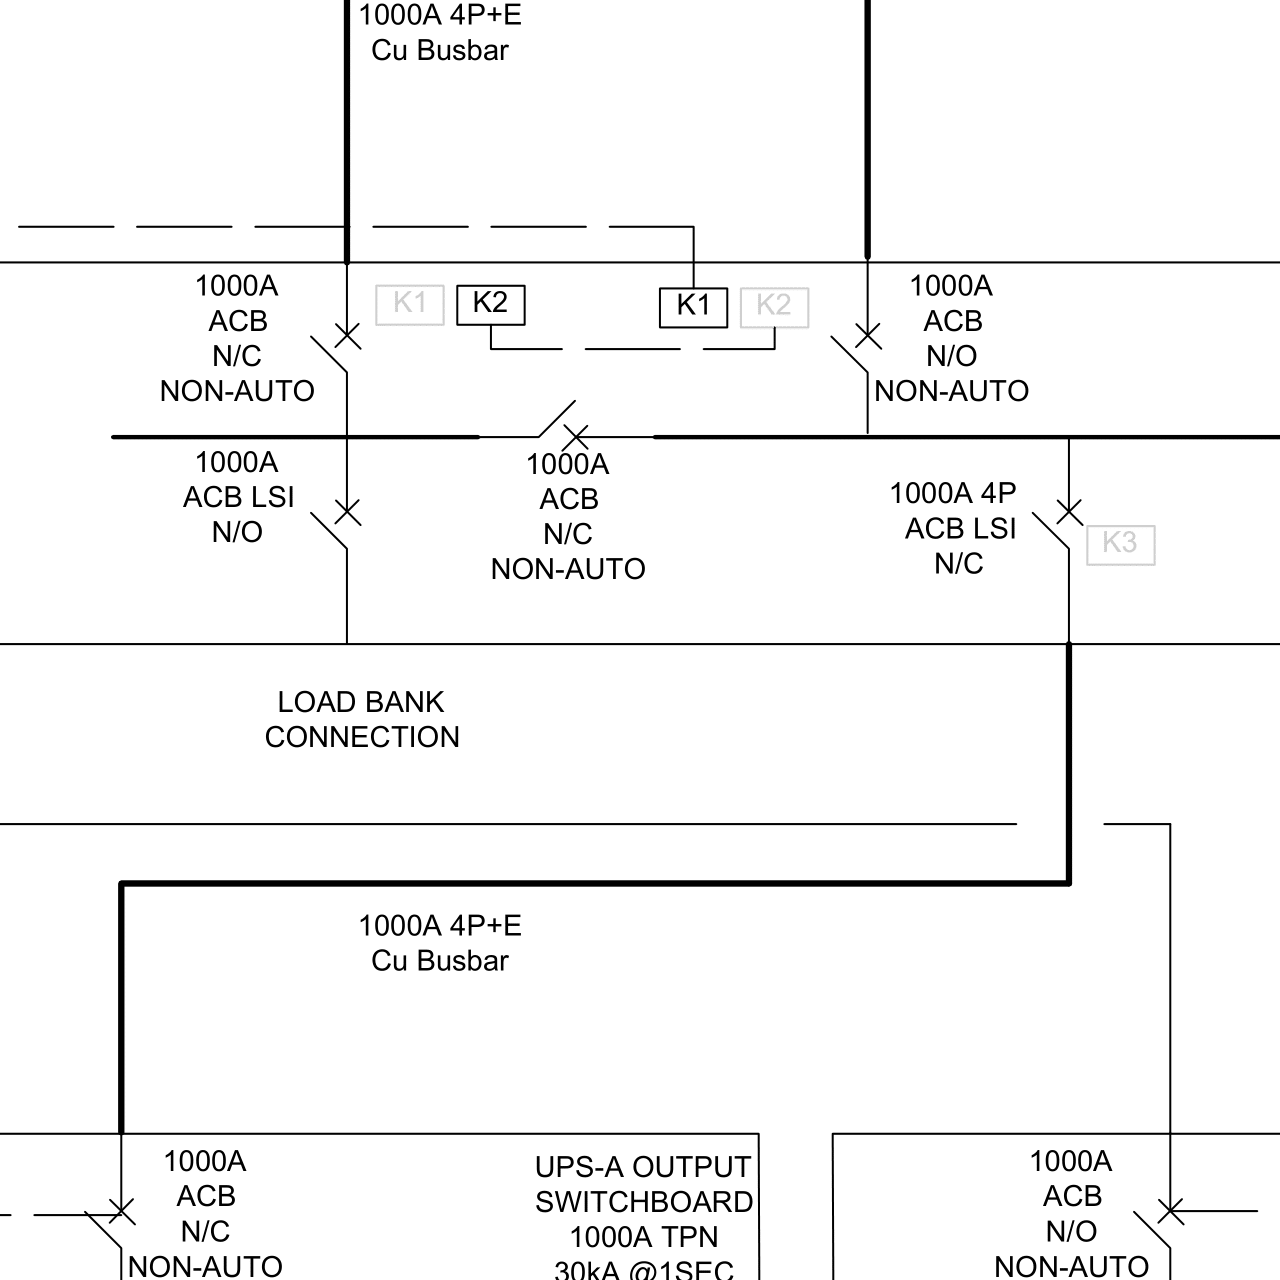 1000A 4P+E
Cu Busbar
1000A
ACB
N/C
NON-AUTO
K1
K2
K1
K2
1000A
ACB
N/O
NON-AUTO
1000A
ACB LSI
N/O
1000A
ACB
N/C
NON-AUTO
1000A 4P
ACB LSI
N/C
K3
LOAD BANK
CONNECTION
1000A 4P+E
Cu Busbar
1000A
ACB
N/C
NON-AUTO
UPS-A OUTPUT
SWITCHBOARD
1000A TPN
30kA @1SEC
1000A
ACB
N/O
NON-AUTO